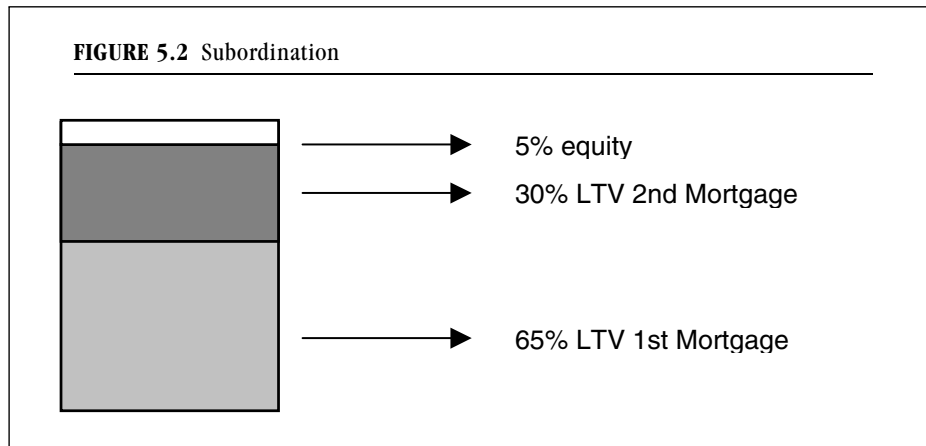 FIGURE 5.2 Subordination
5% equity
30% LTV 2nd Mortgage
65% LTV 1st Mortgage